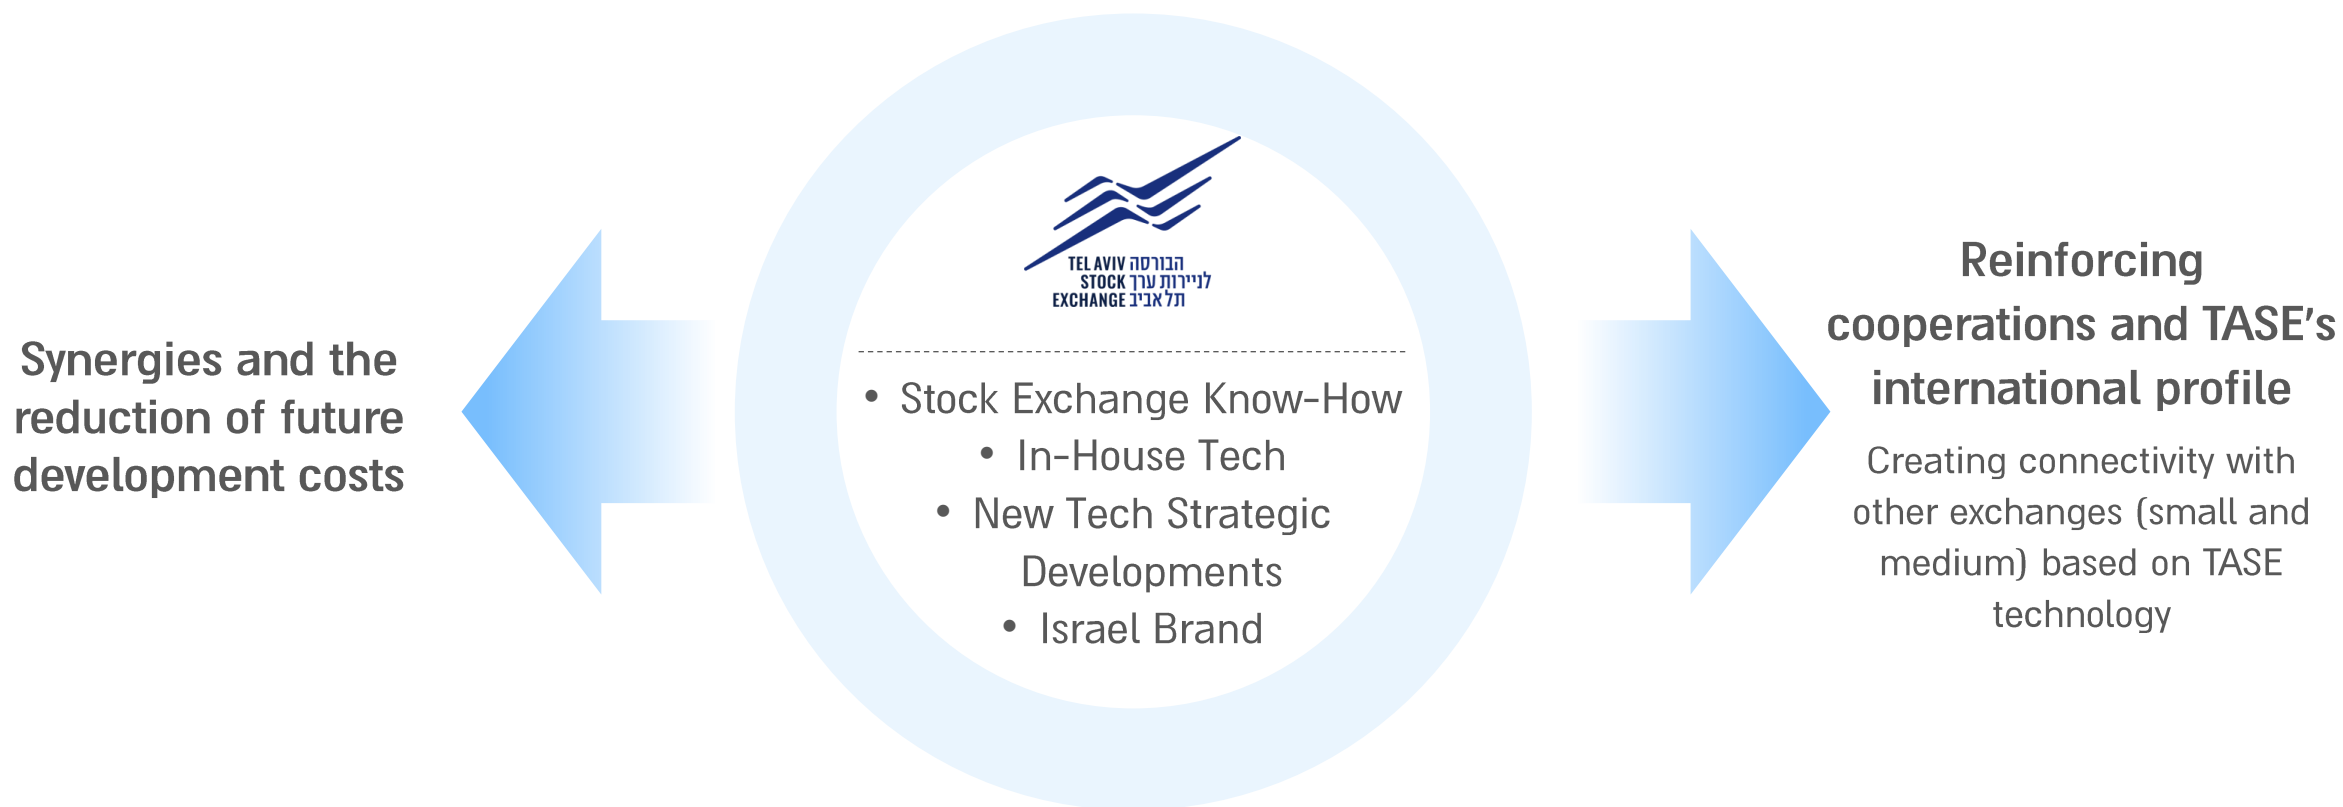 Synergies and the
reduction of future
development costs
TEL AVIV הבורסה
STOCK לניירות ערך
EXCHANGE תל אביב
• Stock Exchange Know-How
• In-House Tech
• New Tech Strategic
Developments
• Israel Brand
Reinforcing
cooperations and TASE's
international profile
Creating connectivity with
other exchanges (small and
medium) based on TASE
technology